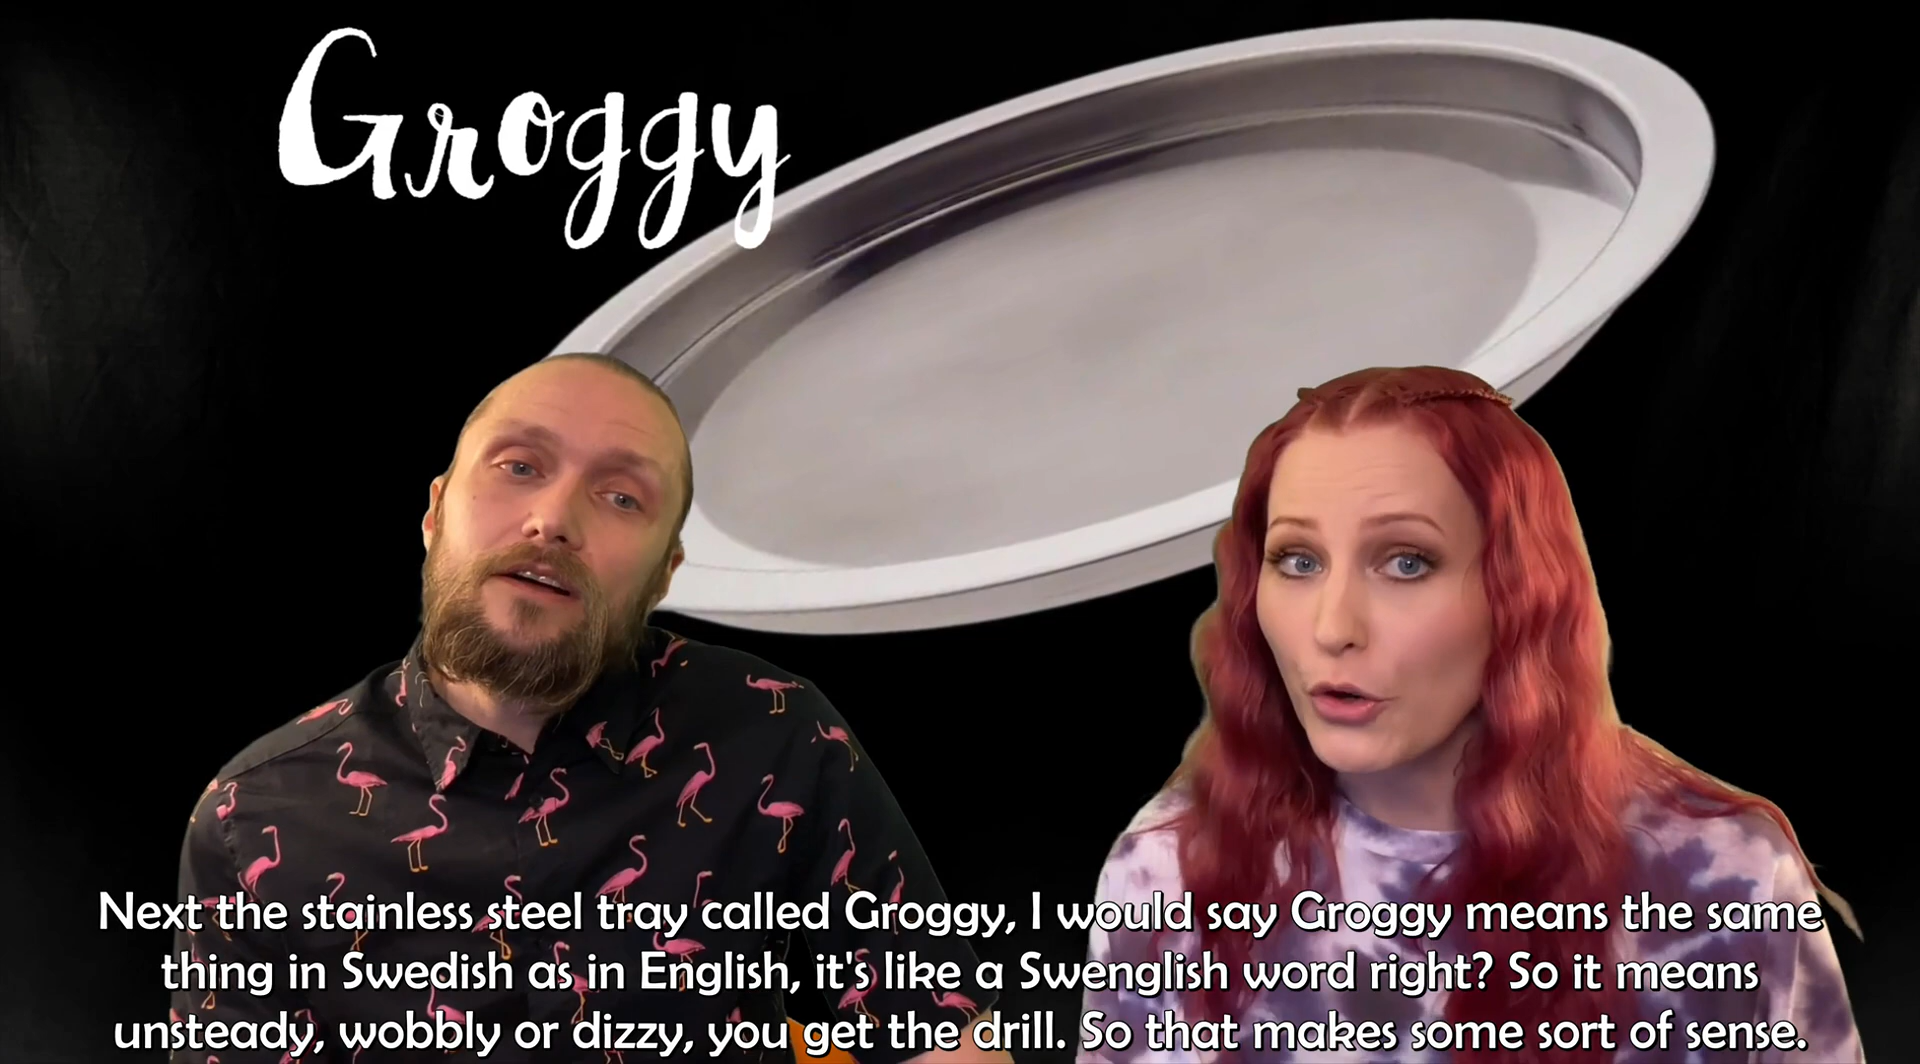 Groggy
Next the stainless steel tray called Groggy, I would say Groggy means the same
thing in Swedish as in English, it's like a Swenglish word right? So it means
unsteady, wobbly or dizzy, you get the drill. So that makes some sort of sense.